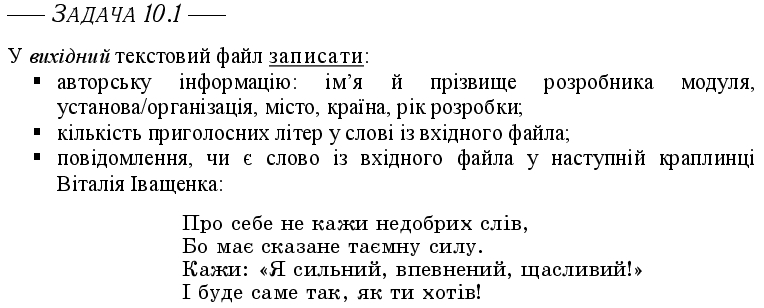 — ЗАДАЧА 10.1 —
У вихідний текстовий файл записати:
▪ авторську інформацію: ім’я й прізвище розробника модуля,
установа/організація, місто, країна, рік розробки;
▪ кількість приголосних літер у слові із вхідного файла;
▪ повідомлення, чи є слово із вхідного файла у наступній краплинці
Віталія Іващенка:
Про себе не кажи недобрих слів,
Бо має сказане таємну силу.
Кажи: «Я сильний, впевнений, щасливий!»
І буде саме так, як ти хотів!